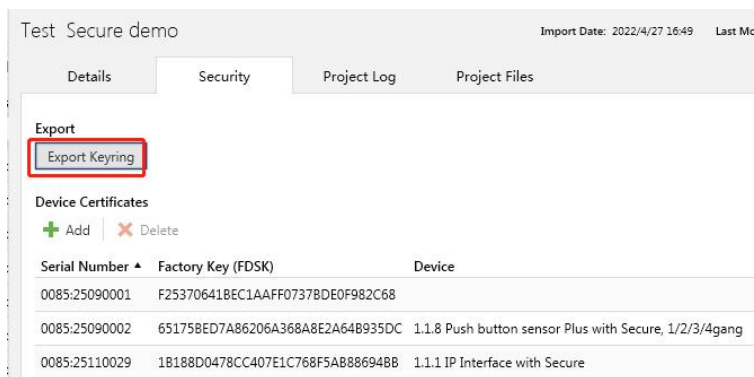 Test Secure demo Import Date: 2022/4/27 16:49 Last Mo
Details Security Project Log Project Files
Export
Export Keyring
Device Certificates
Add Delete
Serial Number Factory Key (FDSK) Device
0085:25090001 F25370641BEC1AAFF0737BDE0F982C68
0085:25090002 65175BED7A86206A368A8E2A64B935DC 1.1.8 Push button sensor Plus with Secure, 1/2/3/4gang
0085:25110029 1B188D0478CC407E1C768F5AB88694BB 1.1.1 IP Interface with Secure